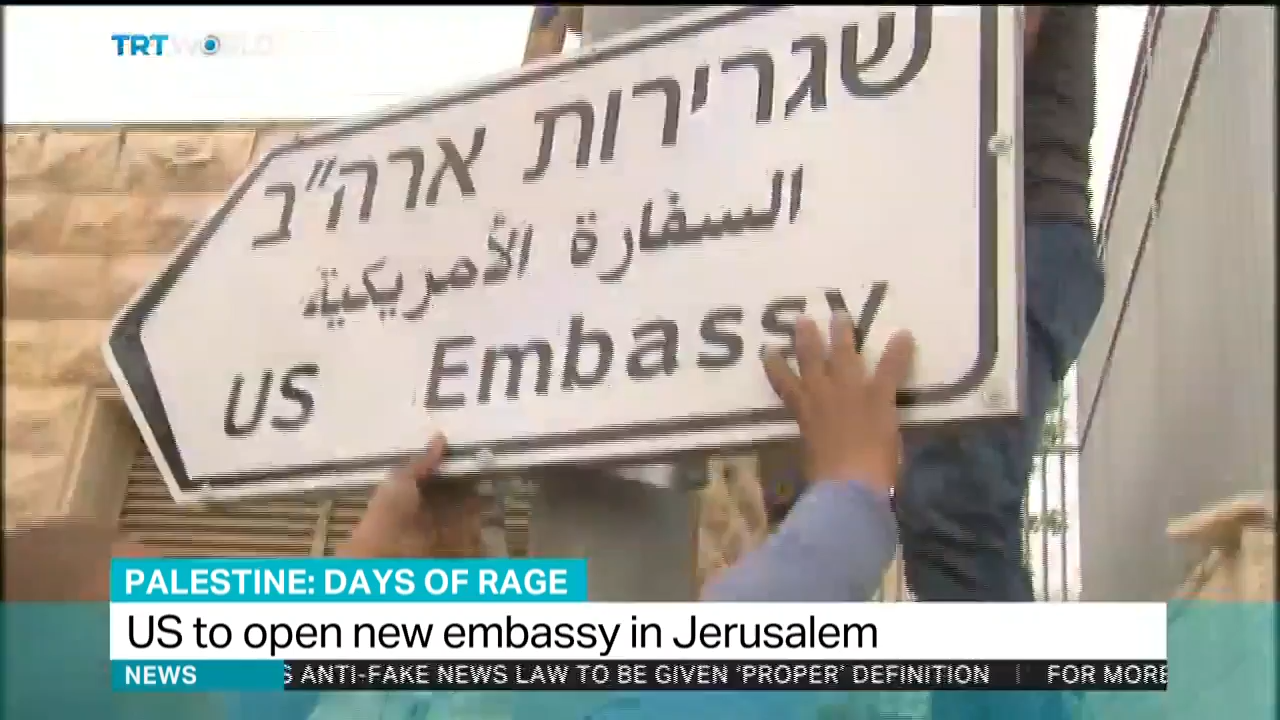 TRT WORLD
שגרירות ארה"ב
السفارة الأمريكية
US Embassy
PALESTINE: DAYS OF RAGE
US to open new embassy in Jerusalem
NEWS
S ANTI-FAKE NEWS LAW TO BE GIVEN 'PROPER' DEFINITION | FOR MORE